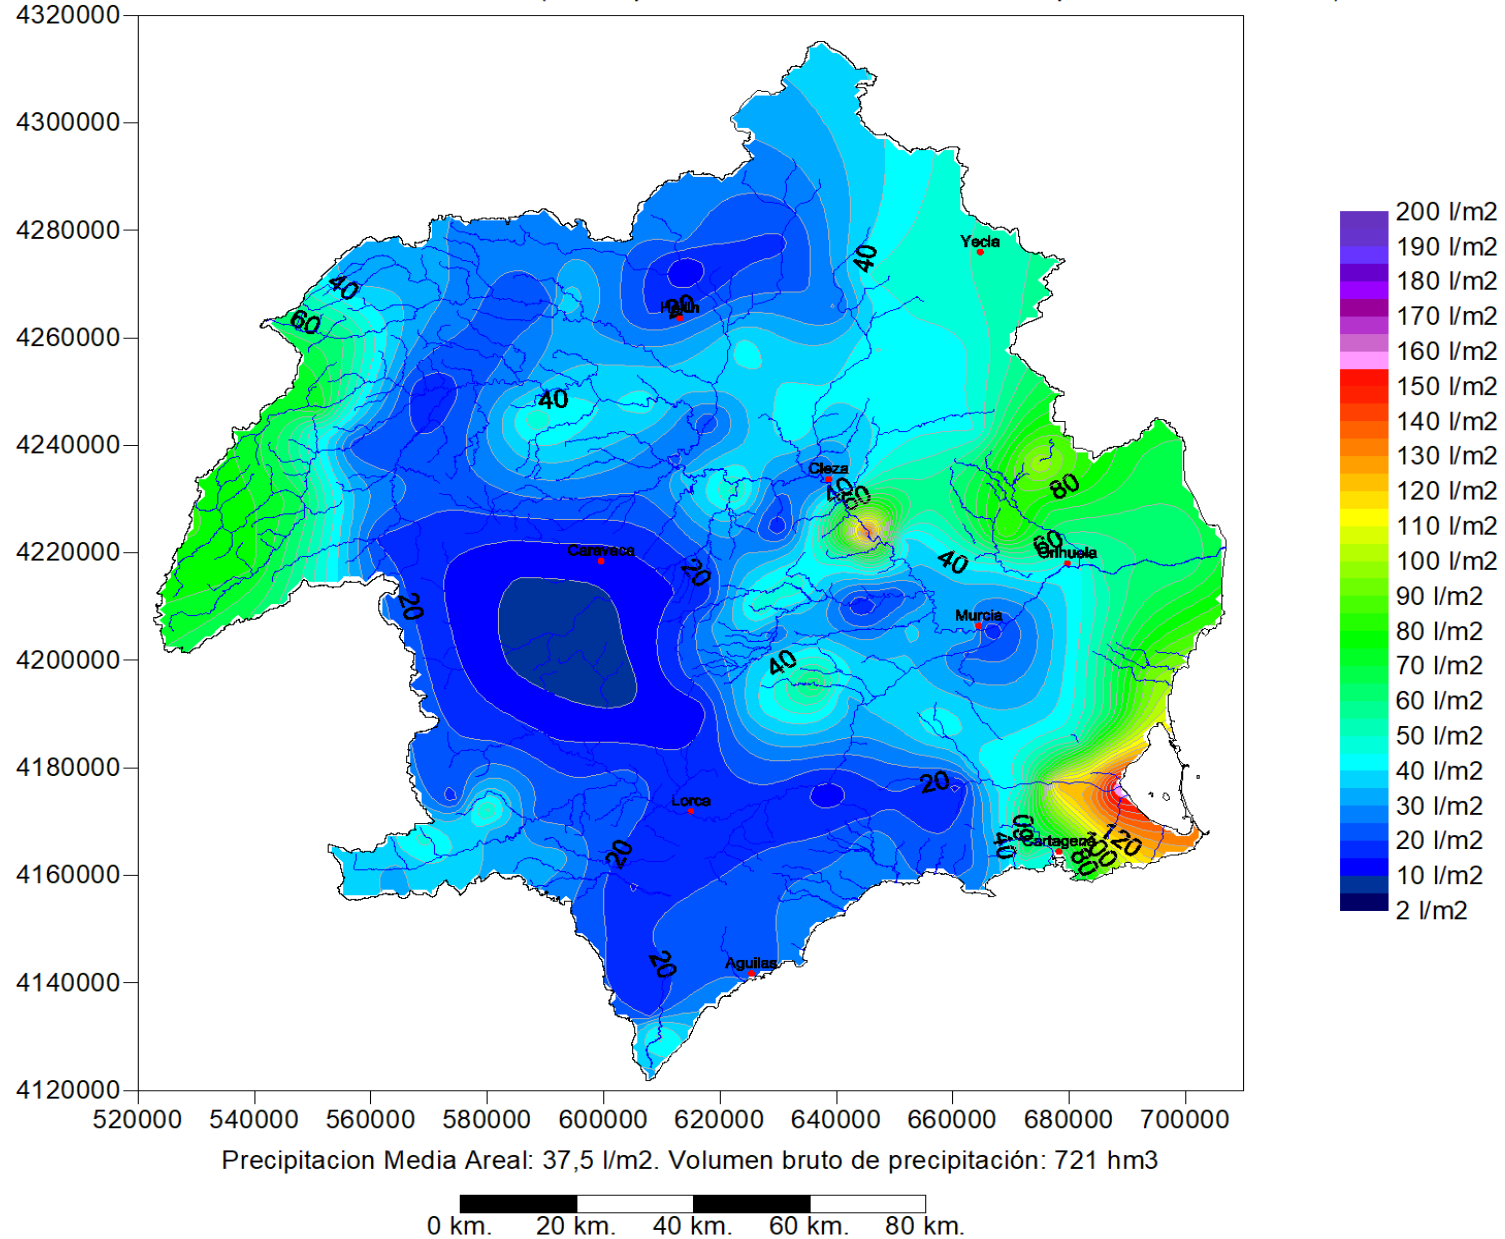 4320000
4300000
4280000
4260000
4240000
4220000
4200000
4180000
4160000
4140000
4120000
520000 540000 560000 580000 600000 620000 640000 660000 680000 700000
200 l/m2
190 l/m2
180 l/m2
170 l/m2
160 l/m2
150 l/m2
140 l/m2
130 l/m2
120 l/m2
110 l/m2
100 l/m2
90 l/m2
80 l/m2
70 l/m2
60 l/m2
50 l/m2
40 l/m2
30 l/m2
20 l/m2
10 l/m2
2 l/m2
Yecla
40
40
60
20
40
Cieza
80
60
Orihuela
40
Caravaca
20
20
Murcia
40
20
Lorca
60
40
Cartagena
120
80
20
20
Aguilas
Precipitacion Media Areal: 37,5 l/m2. Volumen bruto de precipitación: 721 hm3
0 km. 20 km. 40 km. 60 km. 80 km.